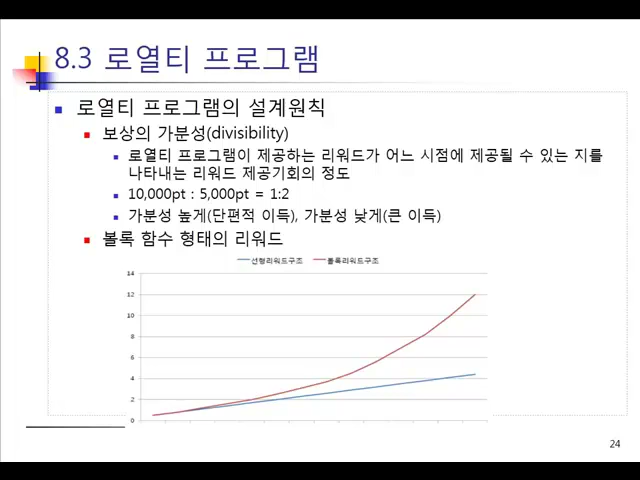 8.3 로열티 프로그램
로열티 프로그램의 설계원칙
보상의 가분성(divisibility)
로열티 프로그램이 제공하는 리워드가 어느 시점에 제공될 수 있는 지를
나타내는 리워드 제공기회의 정도
10,000pt : 5,000pt = 1:2
가분성 높게(단편적 이득), 가분성 낮게(큰 이득)
볼록 함수 형태의 리워드
선형리워드구조 볼록리워드구조
14
12
10
8
6
4
2
0
24